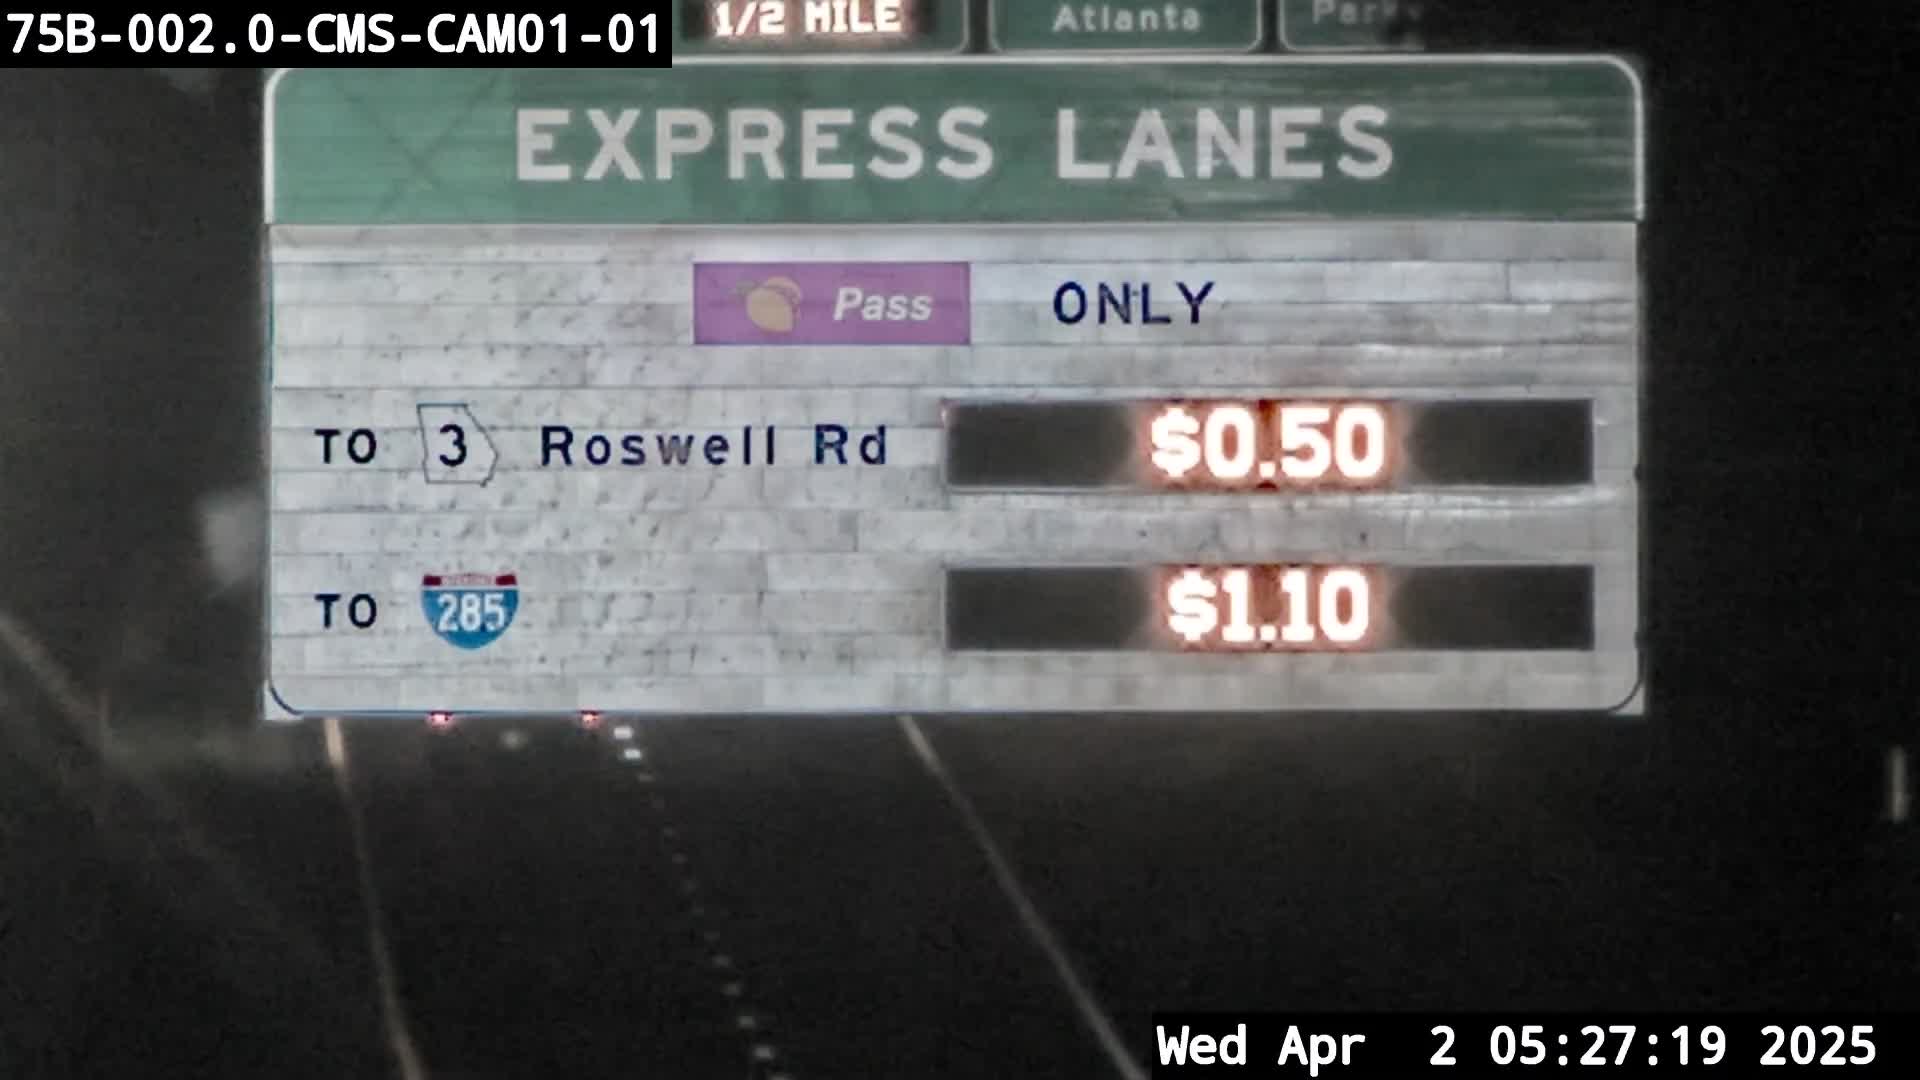 75B-002.0-CMS-CAM01-01
1/2 MILE
Atlanta
EXPRESS LANES
Pass ONLY
TO 3 Roswell Rd $0.50
TO 285 $1.10
Wed Apr 2 05:27:19 2025